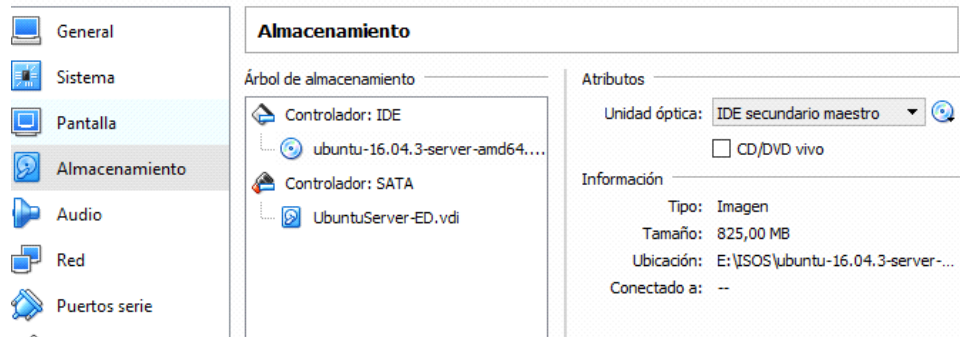 General
Sistema
Pantalla
Almacenamiento
Audio
Red
Puertos serie
Almacenamiento
Árbol de almacenamiento
Controlador: IDE
ubuntu-16.04.3-server-amd64....
Controlador: SATA
UbuntuServer-ED.vdi
Atributos
Unidad óptica: IDE secundario maestro
CD/DVD vivo
Información
Tipo: Imagen
Tamaño: 825,00 MB
Ubicación: E:\ISOS\ubuntu-16.04.3-server-...
Conectado a: --